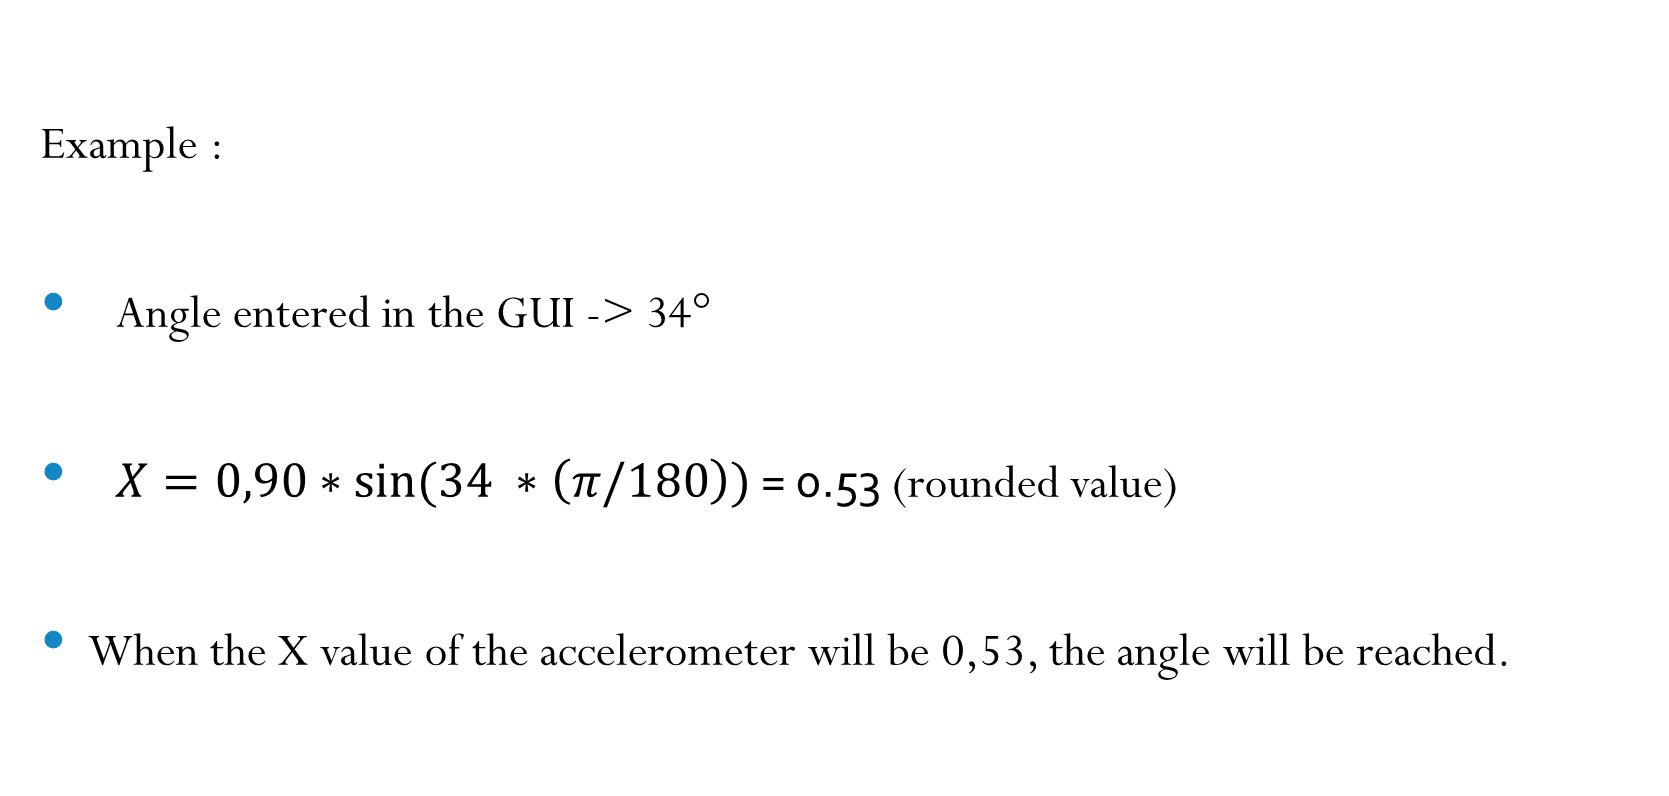 Example :
• Angle entered in the GUI -> 34°
• X = 0,90 * sin(34 * (π/180)) = 0.53 (rounded value)
• When the X value of the accelerometer will be 0,53, the angle will be reached.